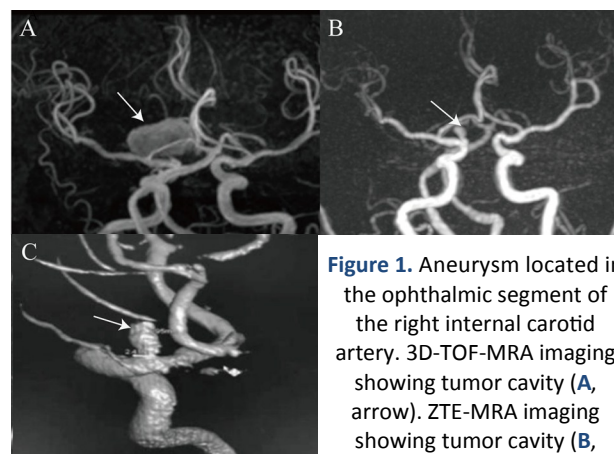 A
B
C
Figure 1. Aneurysm located in
the ophthalmic segment of
the right internal carotid
artery. 3D-TOF-MRA imaging
showing tumor cavity (A,
arrow). ZTE-MRA imaging
showing tumor cavity (B,